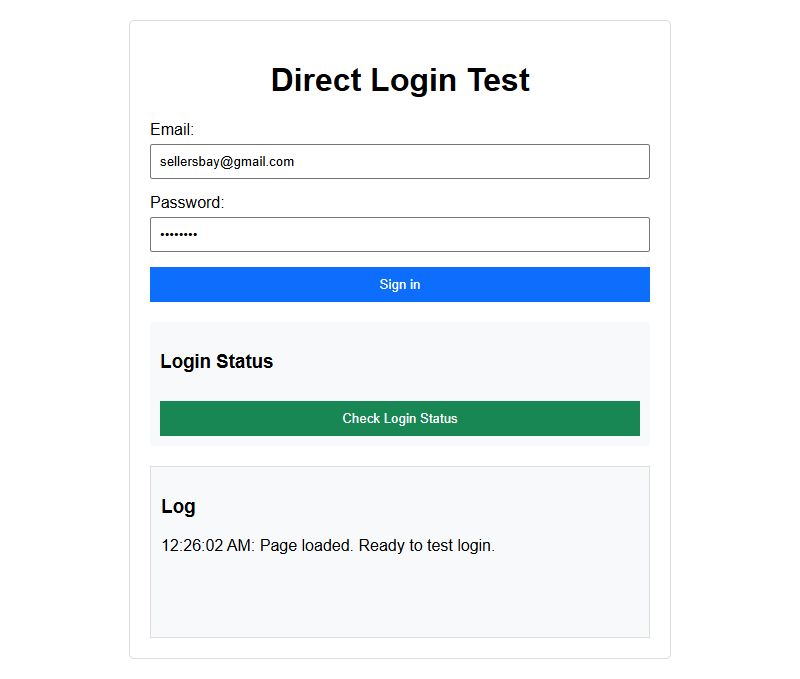 Direct Login Test
Email:
sellersbay@gmail.com
Password:
••••••••
Sign in
Login Status
Check Login Status
Log
12:26:02 AM: Page loaded. Ready to test login.